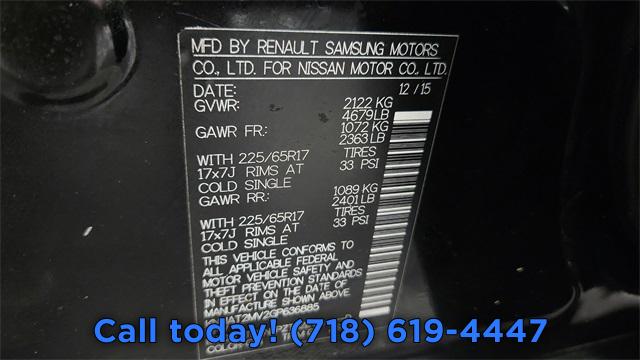 MFD BY RENAULT SAMSUNG MOTORS
CO., LTD. FOR NISSAN MOTOR CO., LTD.
DATE: 12/15
GVWR: 2122 KG
4679LB
GAWR FR: 1072 KG
2363LB
WITH 225/65R17 TIRES
17x7J RIMS AT 33 PSI
COLD SINGLE
GAWR RR: 1089 KG
2401LB
WITH 225/65R17 TIRES
17x7J RIMS AT 33 PSI
COLD SINGLE
THIS VEHICLE CONFORMS TO
ALL APPLICABLE FEDERAL
MOTOR VEHICLE SAFETY AND
THEFT PREVENTION STANDARDS
IN EFFECT ON THE DATE OF
MANUFACTURE SHOWN ABOVE.
Call today! (718) 619-4447